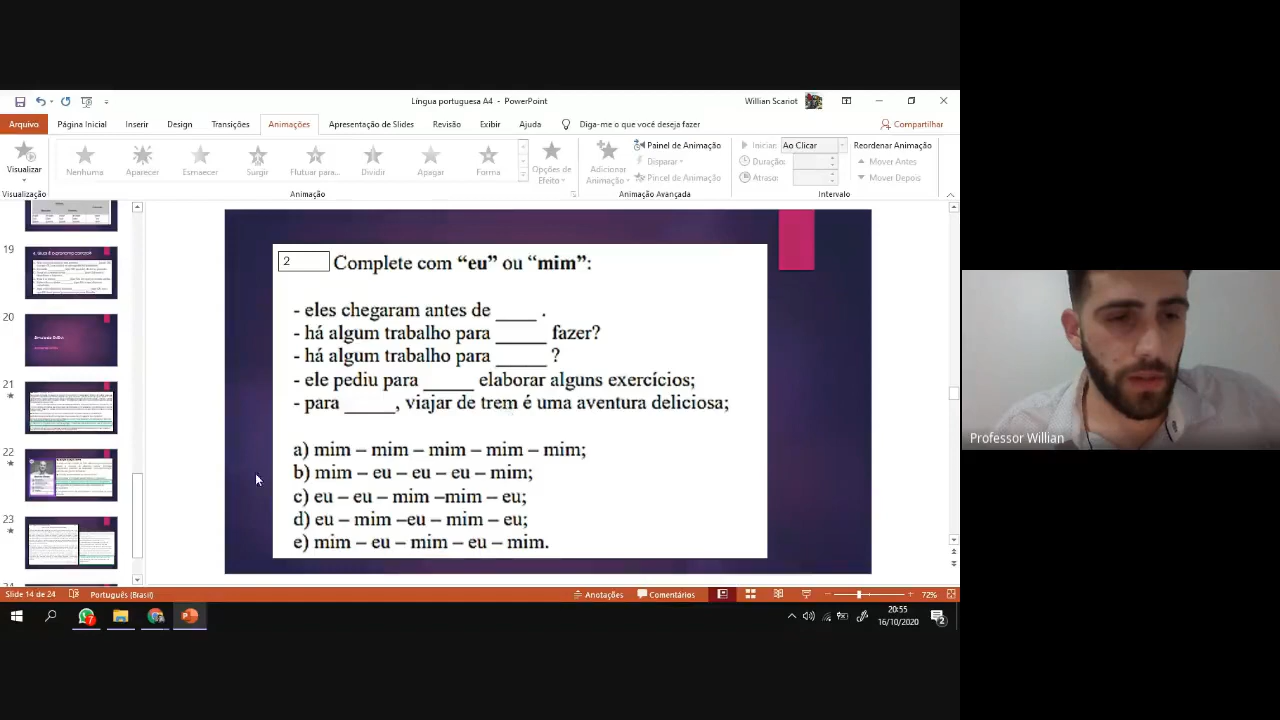 Língua portuguesa A4 - PowerPoint
Willian Scariot
Arquivo Página Inicial Inserir Design Transições Animações Apresentação de Slides Revisão Exibir Ajuda Diga-me o que você deseja fazer Compartilhar
Visualizar
Nenhuma Aparecer Esmaecer Surgir Flutuar para... Dividir Apagar Forma
Opções de Efeito
Adicionar Animação
Painel de Animação
Disparar
Pincel de Animação
Iniciar: Ao Clicar
Duração:
Atraso:
Reordenar Animação
Mover Antes
Mover Depois
Visualização Animação Animação Avançada Intervalo
19
20
21
22
23
2
Complete com “eu” ou “mim”:
- eles chegaram antes de ____ .
- há algum trabalho para _____ fazer?
- há algum trabalho para _____ ?
- ele pediu para _____ elaborar alguns exercícios;
- para _____, viajar de trem é uma aventura deliciosa;
a) mim – mim – mim – mim – mim;
b) mim – eu – eu – eu – mim;
c) eu – eu – mim –mim – eu;
d) eu – mim –eu – mim – eu;
e) mim – eu – mim – eu – mim.
Professor Willian
Slide 14 de 24 Português (Brasil) Anotações Comentários 72%
7
20:55
16/10/2020
2